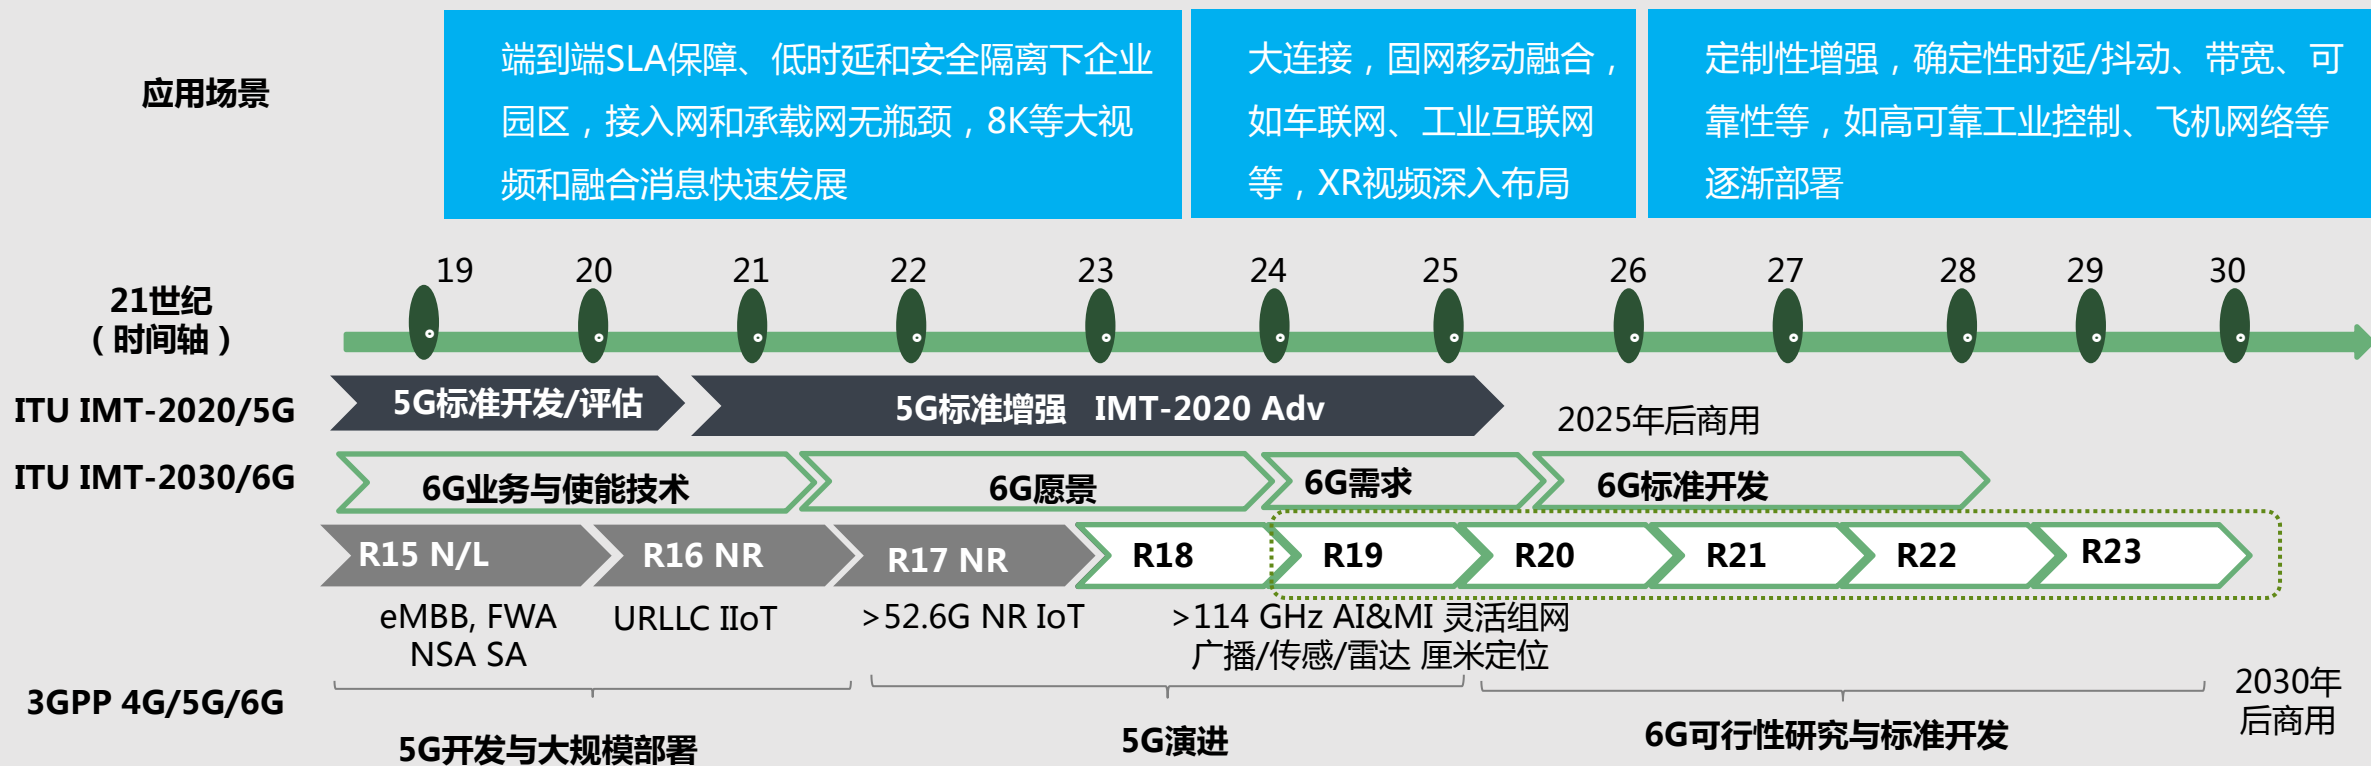 应用场景
端到端SLA保障、低时延和安全隔离下企业
园区，接入网和承载网无瓶颈，8K等大视
频和融合消息快速发展
大连接，固网移动融合，
如车联网、工业互联网
等，XR视频深入布局
定制性增强，确定性时延/抖动、带宽、可
靠性等，如高可靠工业控制、飞机网络等
逐渐部署
21世纪
（时间轴）
19 20 21 22 23 24 25 26 27 28 29 30
ITU IMT-2020/5G
5G标准开发/评估
5G标准增强 IMT-2020 Adv
2025年后商用
ITU IMT-2030/6G
6G业务与使能技术
6G愿景
6G需求
6G标准开发
R15 N/L
R16 NR
R17 NR
R18
R19
R20
R21
R22
R23
eMBB, FWA
NSA SA
URLLC IIoT
>52.6G NR IoT
>114 GHz AI&MI 灵活组网
广播/传感/雷达 厘米定位
3GPP 4G/5G/6G
5G开发与大规模部署
5G演进
6G可行性研究与标准开发
2030年
后商用